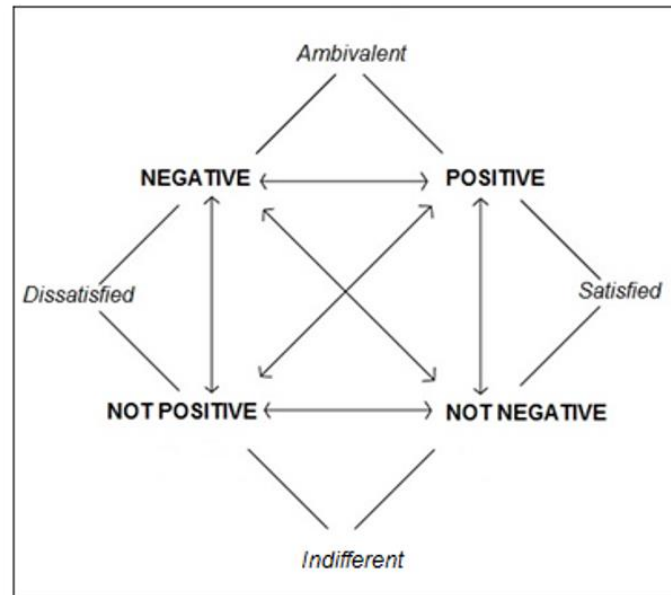 Ambivalent
NEGATIVE
POSITIVE
Dissatisfied
Satisfied
NOT POSITIVE
NOT NEGATIVE
Indifferent